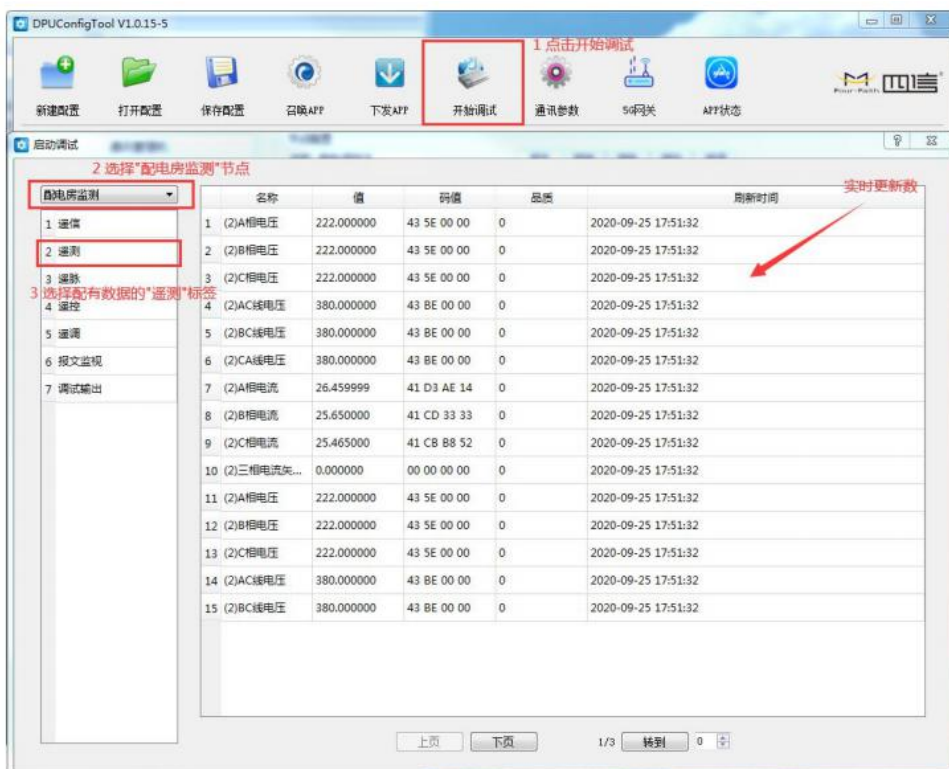 DPUConfigTool V1.0.15-5
1 点击开始调试
新建配置 打开配置 保存配置 召唤APP 下发APP 开始调试 通讯参数 5G网关 APP状态
Four-Faith 四信
启动调试
2 选择"配电房监测"节点
配电房监测
实时更新数
名称 值 码值 品质 刷新时间
1 遥信
2 遥测
3 遥脉
3 选择配有数据的"遥测"标签
4 遥控
5 遥调
6 报文监视
7 调试输出
1 (2)A相电压 222.000000 43 5E 00 00 0 2020-09-25 17:51:32
2 (2)B相电压 222.000000 43 5E 00 00 0 2020-09-25 17:51:32
3 (2)C相电压 222.000000 43 5E 00 00 0 2020-09-25 17:51:32
4 (2)AC线电压 380.000000 43 BE 00 00 0 2020-09-25 17:51:32
5 (2)BC线电压 380.000000 43 BE 00 00 0 2020-09-25 17:51:32
6 (2)CA线电压 380.000000 43 BE 00 00 0 2020-09-25 17:51:32
7 (2)A相电流 26.459999 41 D3 AE 14 0 2020-09-25 17:51:32
8 (2)B相电流 25.650000 41 CD 33 33 0 2020-09-25 17:51:32
9 (2)C相电流 25.465000 41 CB B8 52 0 2020-09-25 17:51:32
10 (2)三相电流矢... 0.000000 00 00 00 00 0 2020-09-25 17:51:32
11 (2)A相电压 222.000000 43 5E 00 00 0 2020-09-25 17:51:32
12 (2)B相电压 222.000000 43 5E 00 00 0 2020-09-25 17:51:32
13 (2)C相电压 222.000000 43 5E 00 00 0 2020-09-25 17:51:32
14 (2)AC线电压 380.000000 43 BE 00 00 0 2020-09-25 17:51:32
15 (2)BC线电压 380.000000 43 BE 00 00 0 2020-09-25 17:51:32
上页 下页 1/3 转到 0